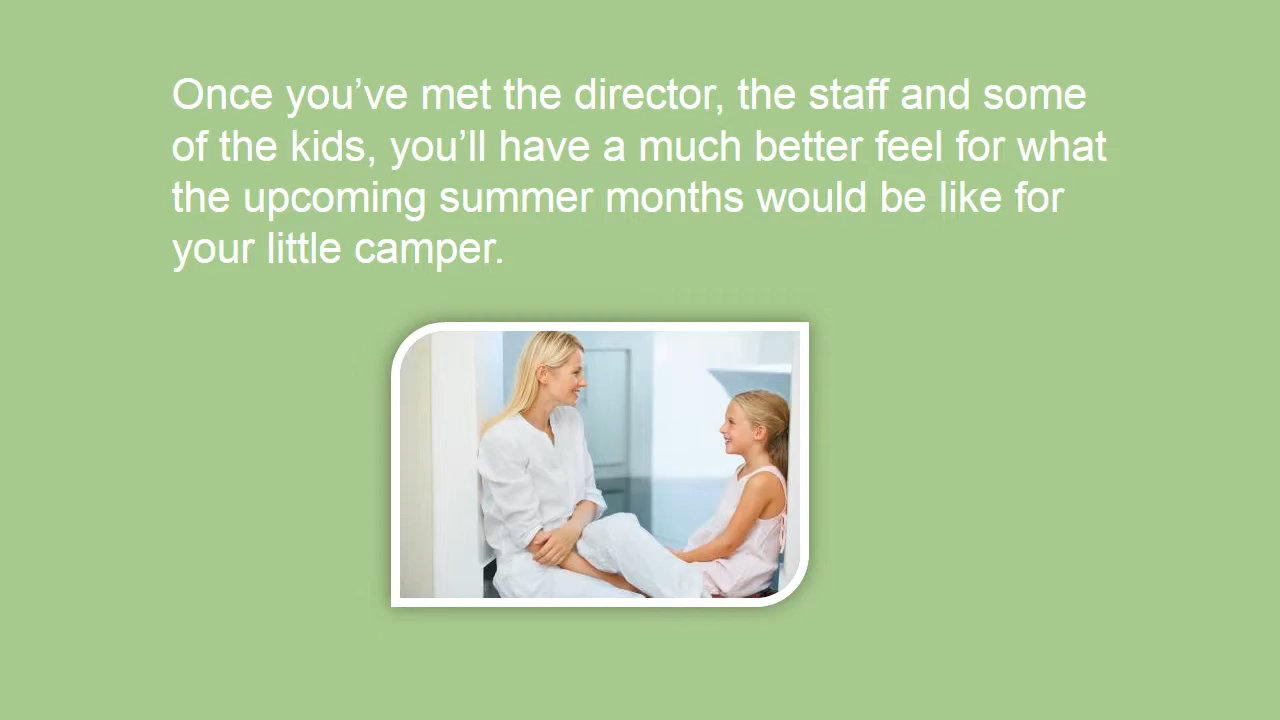 Once you’ve met the director, the staff and some
of the kids, you’ll have a much better feel for what
the upcoming summer months would be like for
your little camper.